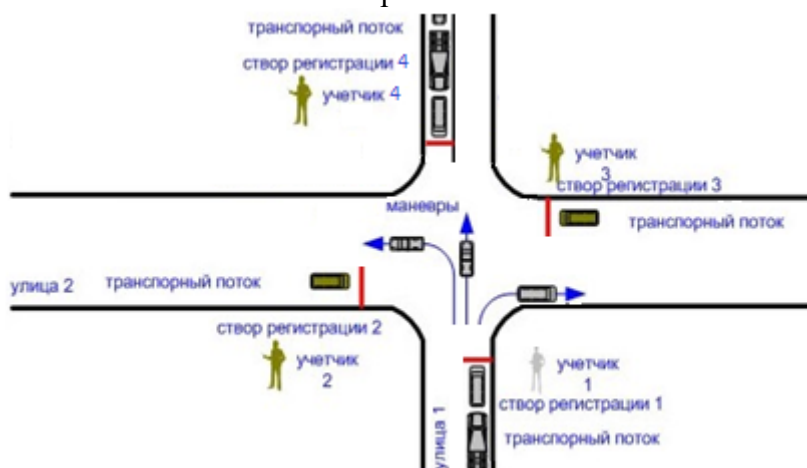 транспорный поток
створ регистрации 4
учетчик 4
учетчик
3
створ регистрации 3
маневры
транспорный поток
улица 2
транспорный поток
створ регистрации 2
учетчик
2
учетчик
1
створ регистрации 1
улица 1
транспорный поток